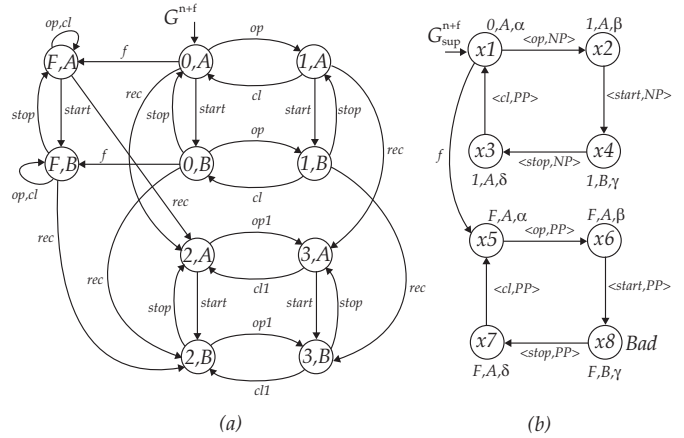 G^{n+f}
op,cl
F,A
f
0,A
op
1,A
cl
rec
stop
start
stop
start
start
stop
F,B
f
0,B
op
1,B
cl
op,cl
rec
rec
rec
rec
rec
2,A
op1
3,A
cl1
stop
start
start
stop
2,B
op1
3,B
cl1
(a)
G^{n+f}_{sup}
0,A,α
x1
<op,NP>
1,A,β
x2
<cl,PP>
<start,NP>
x3
<stop,NP>
x4
1,A,δ
1,B,γ
f
F,A,α
x5
<op,PP>
F,A,β
x6
<cl,PP>
<start,PP>
x7
<stop,PP>
x8
Bad
F,A,δ
F,B,γ
(b)